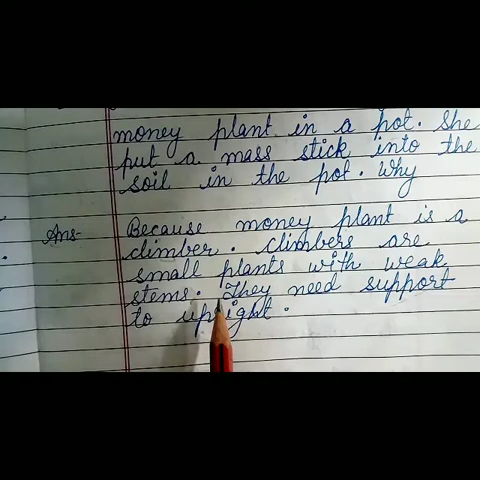 money plant in a pot. She
put a mass stick into the
soil in the pot. Why
Ans- Because money plant is a
climber. climbers are
small plants with weak
stems. They need support
to upright.